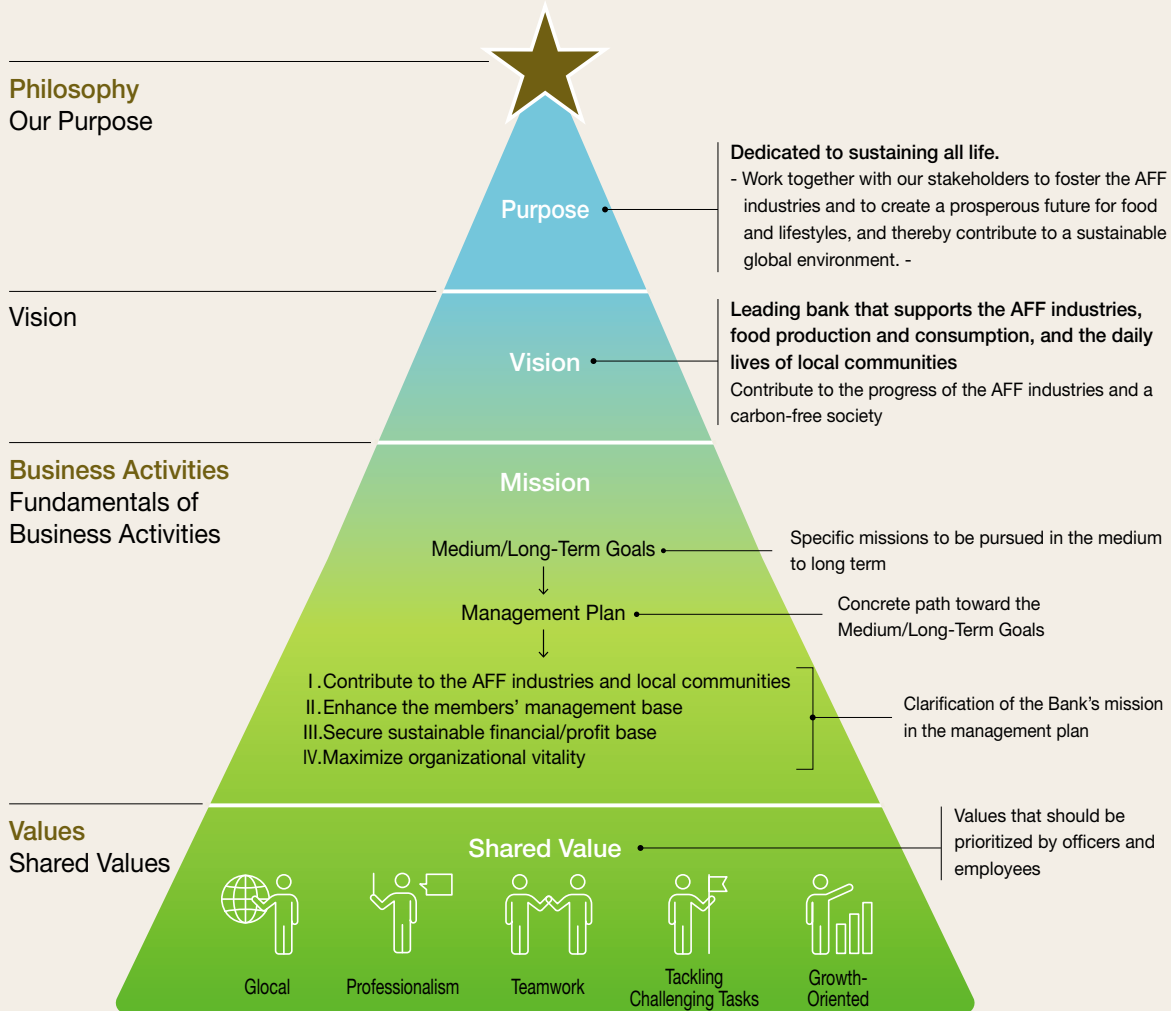 Philosophy
Our Purpose
Purpose
Dedicated to sustaining all life.
- Work together with our stakeholders to foster the AFF
industries and to create a prosperous future for food
and lifestyles, and thereby contribute to a sustainable
global environment. -
Vision
Vision
Leading bank that supports the AFF industries,
food production and consumption, and the daily
lives of local communities
Contribute to the progress of the AFF industries and a
carbon-free society
Business Activities
Fundamentals of
Business Activities
Mission
Medium/Long-Term Goals
Specific missions to be pursued in the medium
to long term
Management Plan
Concrete path toward the
Medium/Long-Term Goals
I.Contribute to the AFF industries and local communities
II.Enhance the members’ management base
III.Secure sustainable financial/profit base
IV.Maximize organizational vitality
Clarification of the Bank’s mission
in the management plan
Values
Shared Values
Shared Value
Values that should be
prioritized by officers and
employees
Glocal
Professionalism
Teamwork
Tackling
Challenging Tasks
Growth-
Oriented